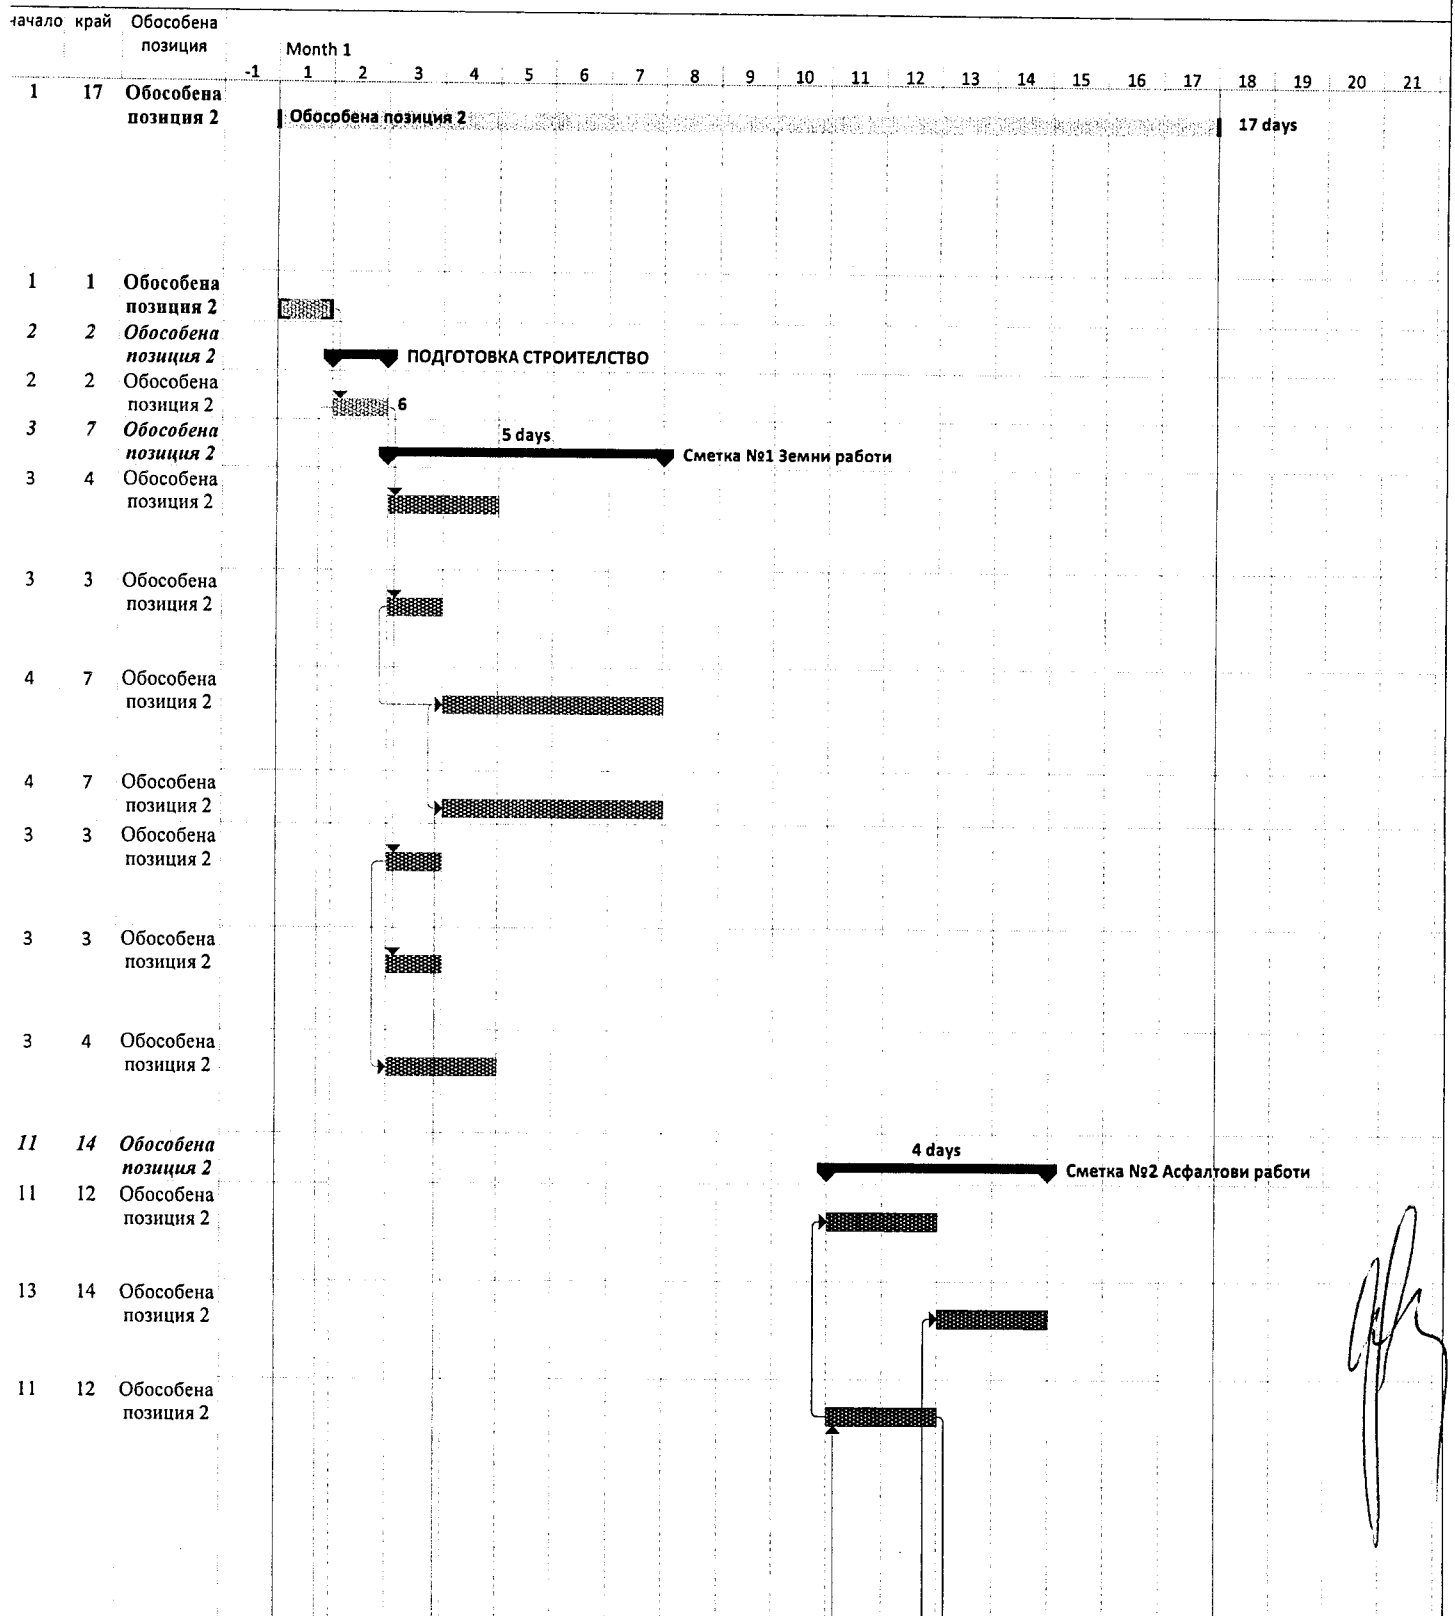 начало край Обособена
позиция
Month 1
-1 1 2 3 4 5 6 7 8 9 10 11 12 13 14 15 16 17 18 19 20 21
1 17 Обособена
позиция 2 Обособена позиция 2 17 days
1 1 Обособена
позиция 2
2 2 Обособена
позиция 2 ПОДГОТОВКА СТРОИТЕЛСТВО
2 2 Обособена
позиция 2 6
3 7 Обособена 5 days
позиция 2 Сметка №1 Земни работи
3 4 Обособена
позиция 2
3 3 Обособена
позиция 2
4 7 Обособена
позиция 2
4 7 Обособена
позиция 2
3 3 Обособена
позиция 2
3 3 Обособена
позиция 2
3 4 Обособена
позиция 2
11 14 Обособена 4 days
позиция 2 Сметка №2 Асфалтови работи
11 12 Обособена
позиция 2
13 14 Обособена
позиция 2
11 12 Обособена
позиция 2